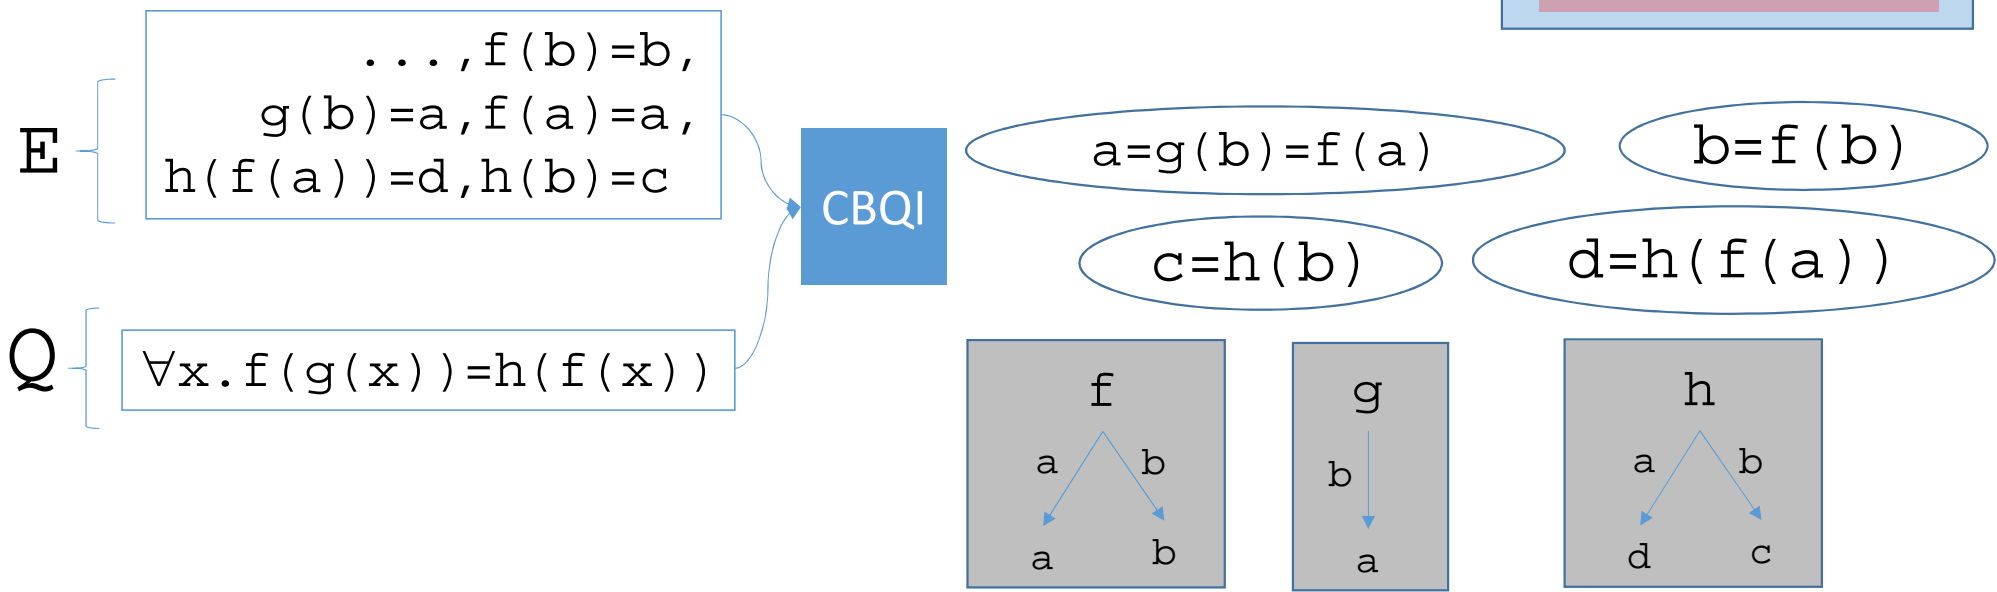 ...,f(b)=b,
g(b)=a,f(a)=a,
h(f(a))=d,h(b)=c
E
Q
∀x.f(g(x))=h(f(x))
CBQI
a=g(b)=f(a)
b=f(b)
c=h(b)
d=h(f(a))
f
a b
a b
g
b
a
h
a b
d c